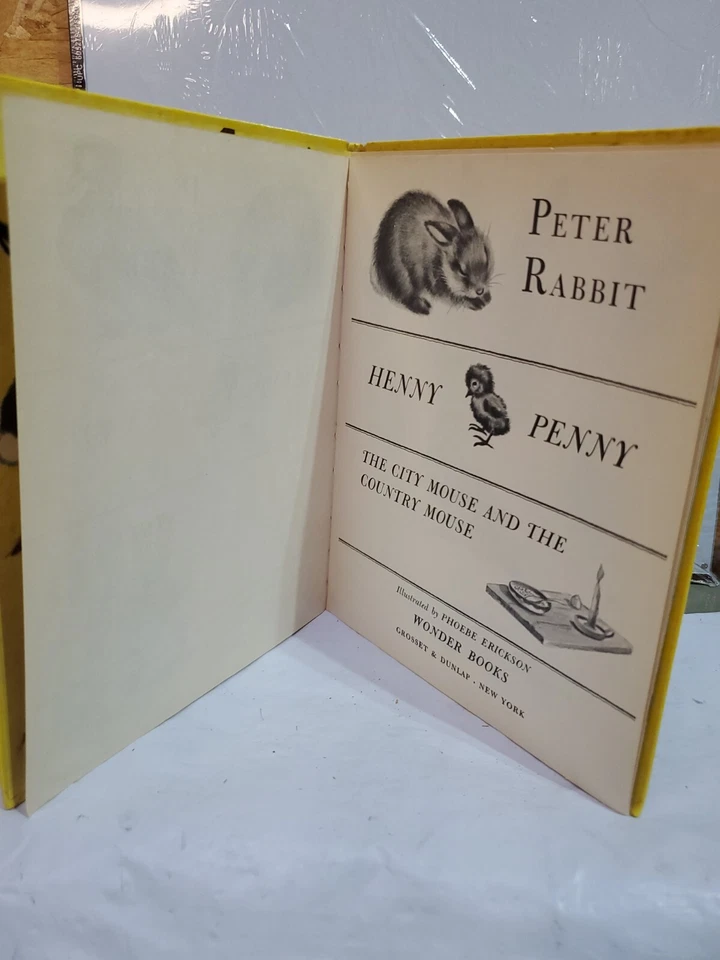 PETER
RABBIT
HENNY PENNY
THE CITY MOUSE AND THE
COUNTRY MOUSE
Illustrated by PHOEBE ERICKSON
WONDER BOOKS
GROSSET & DUNLAP · NEW YORK